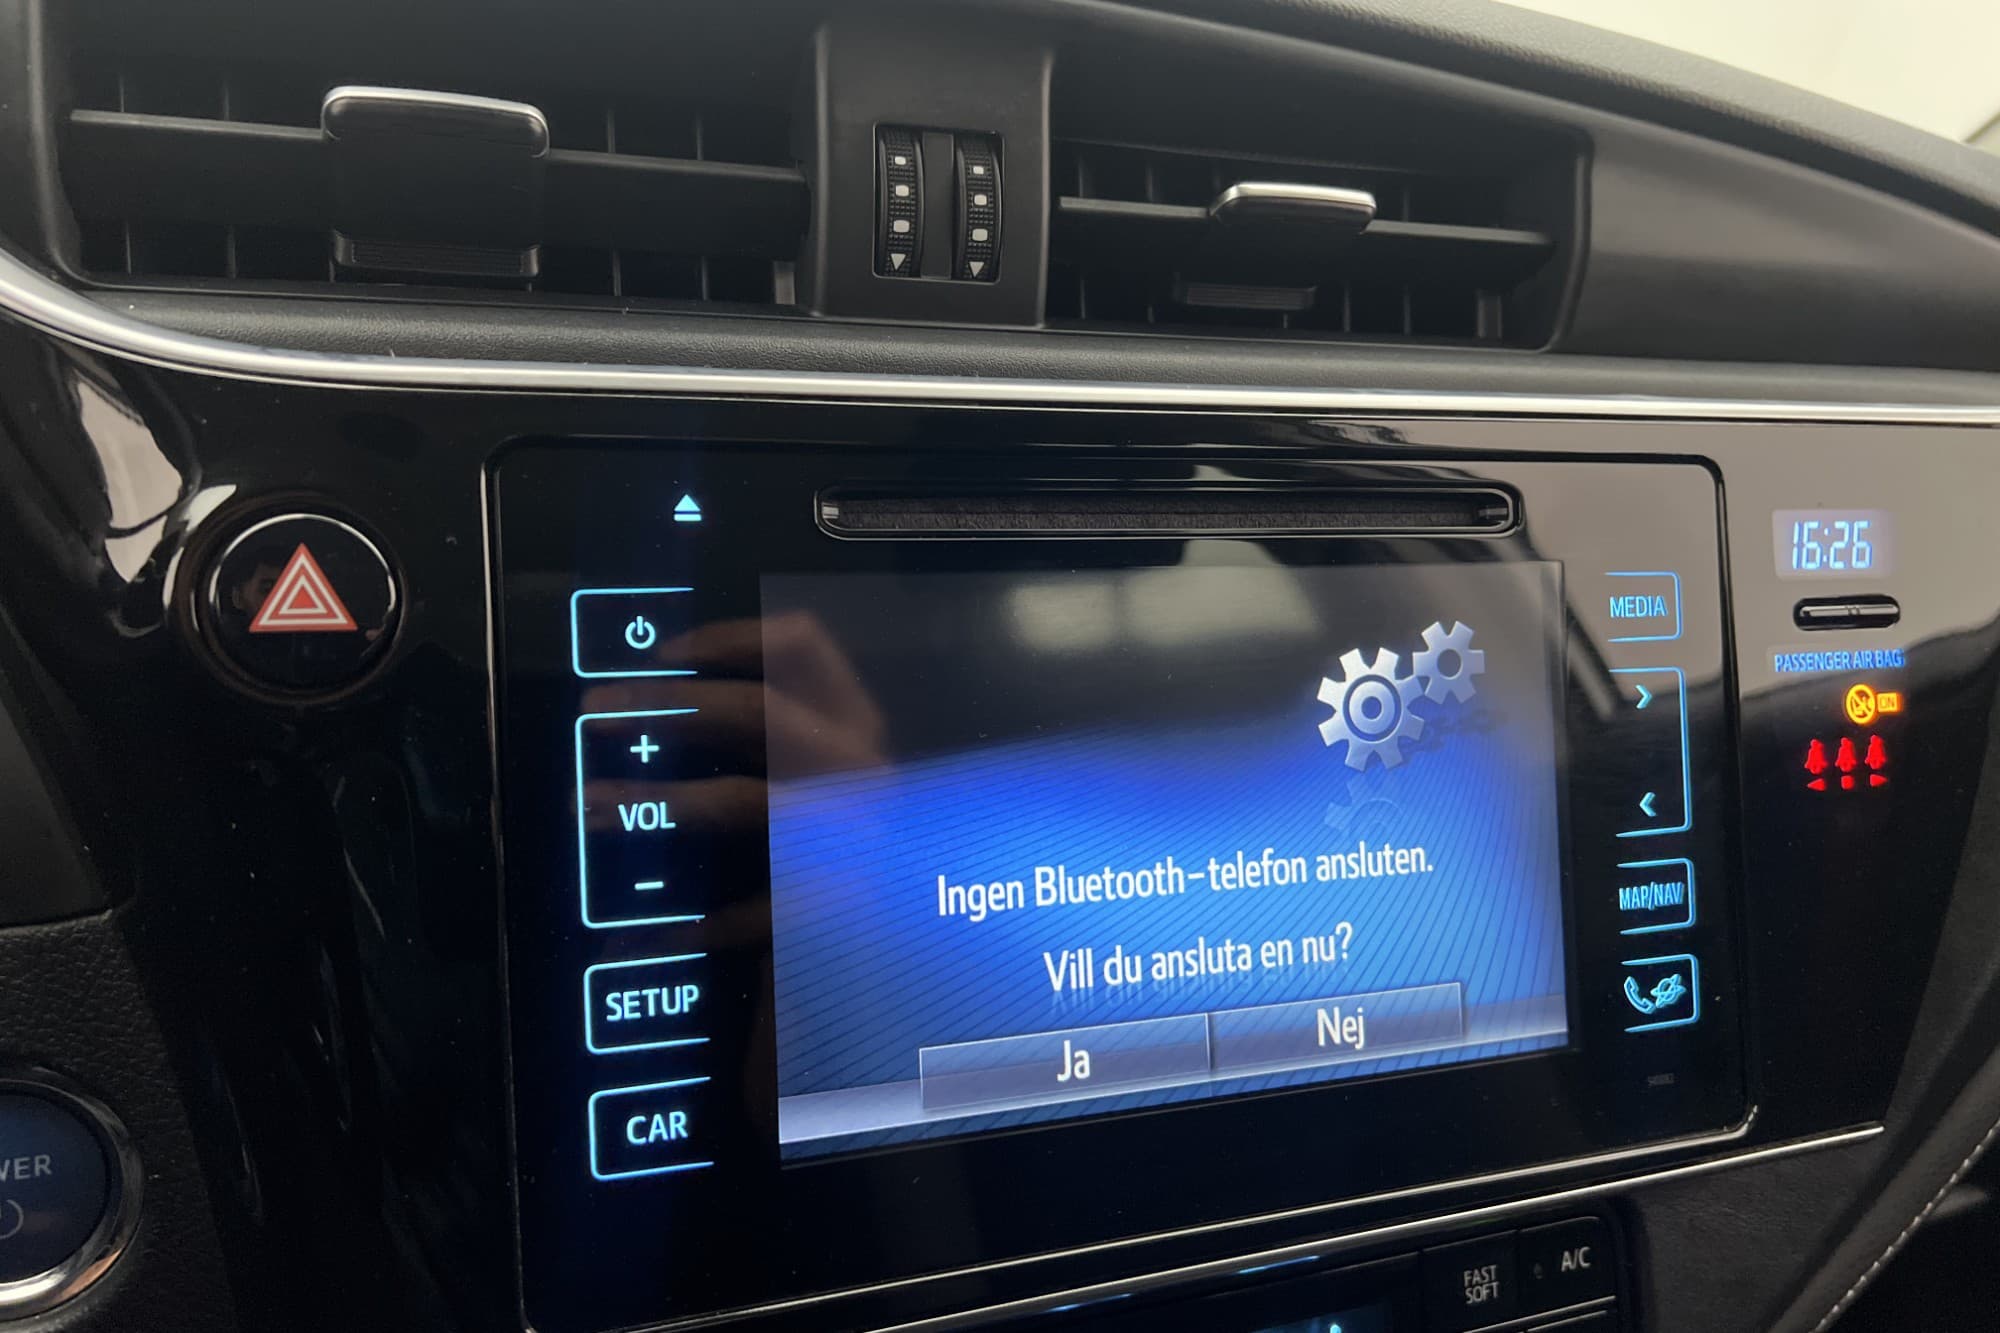 16:26
MEDIA
PASSENGER AIR BAG
ON
VOL
Ingen Bluetooth-telefon ansluten.
Vill du ansluta en nu?
MAP/NAV
SETUP
Ja
Nej
CAR
FAST
SOFT
A/C